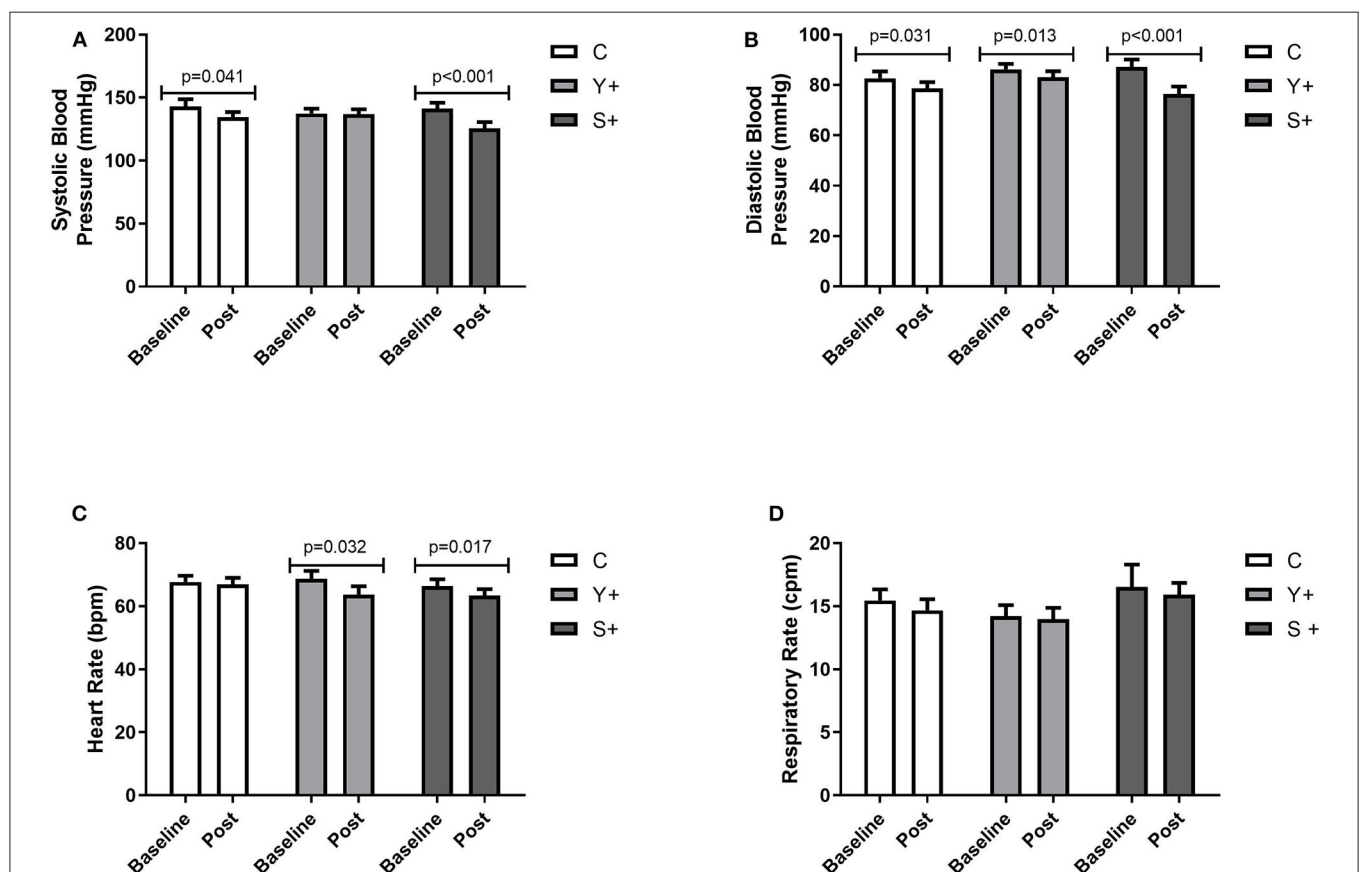 A
Systolic Blood
Pressure (mmHg)
200
150
100
50
0
p=0.041
p<0.001
Baseline
Post
Baseline
Post
Baseline
Post
C
Y+
S+
B
Diastolic Blood
Pressure (mmHg)
100
80
60
40
20
0
p=0.031
p=0.013
p<0.001
Baseline
Post
Baseline
Post
Baseline
Post
C
Y+
S+
C
Heart Rate (bpm)
80
60
40
20
0
p=0.032
p=0.017
Baseline
Post
Baseline
Post
Baseline
Post
C
Y+
S+
D
Respiratory Rate (cpm)
20
15
10
5
0
Baseline
Post
Baseline
Post
Baseline
Post
C
Y+
S +